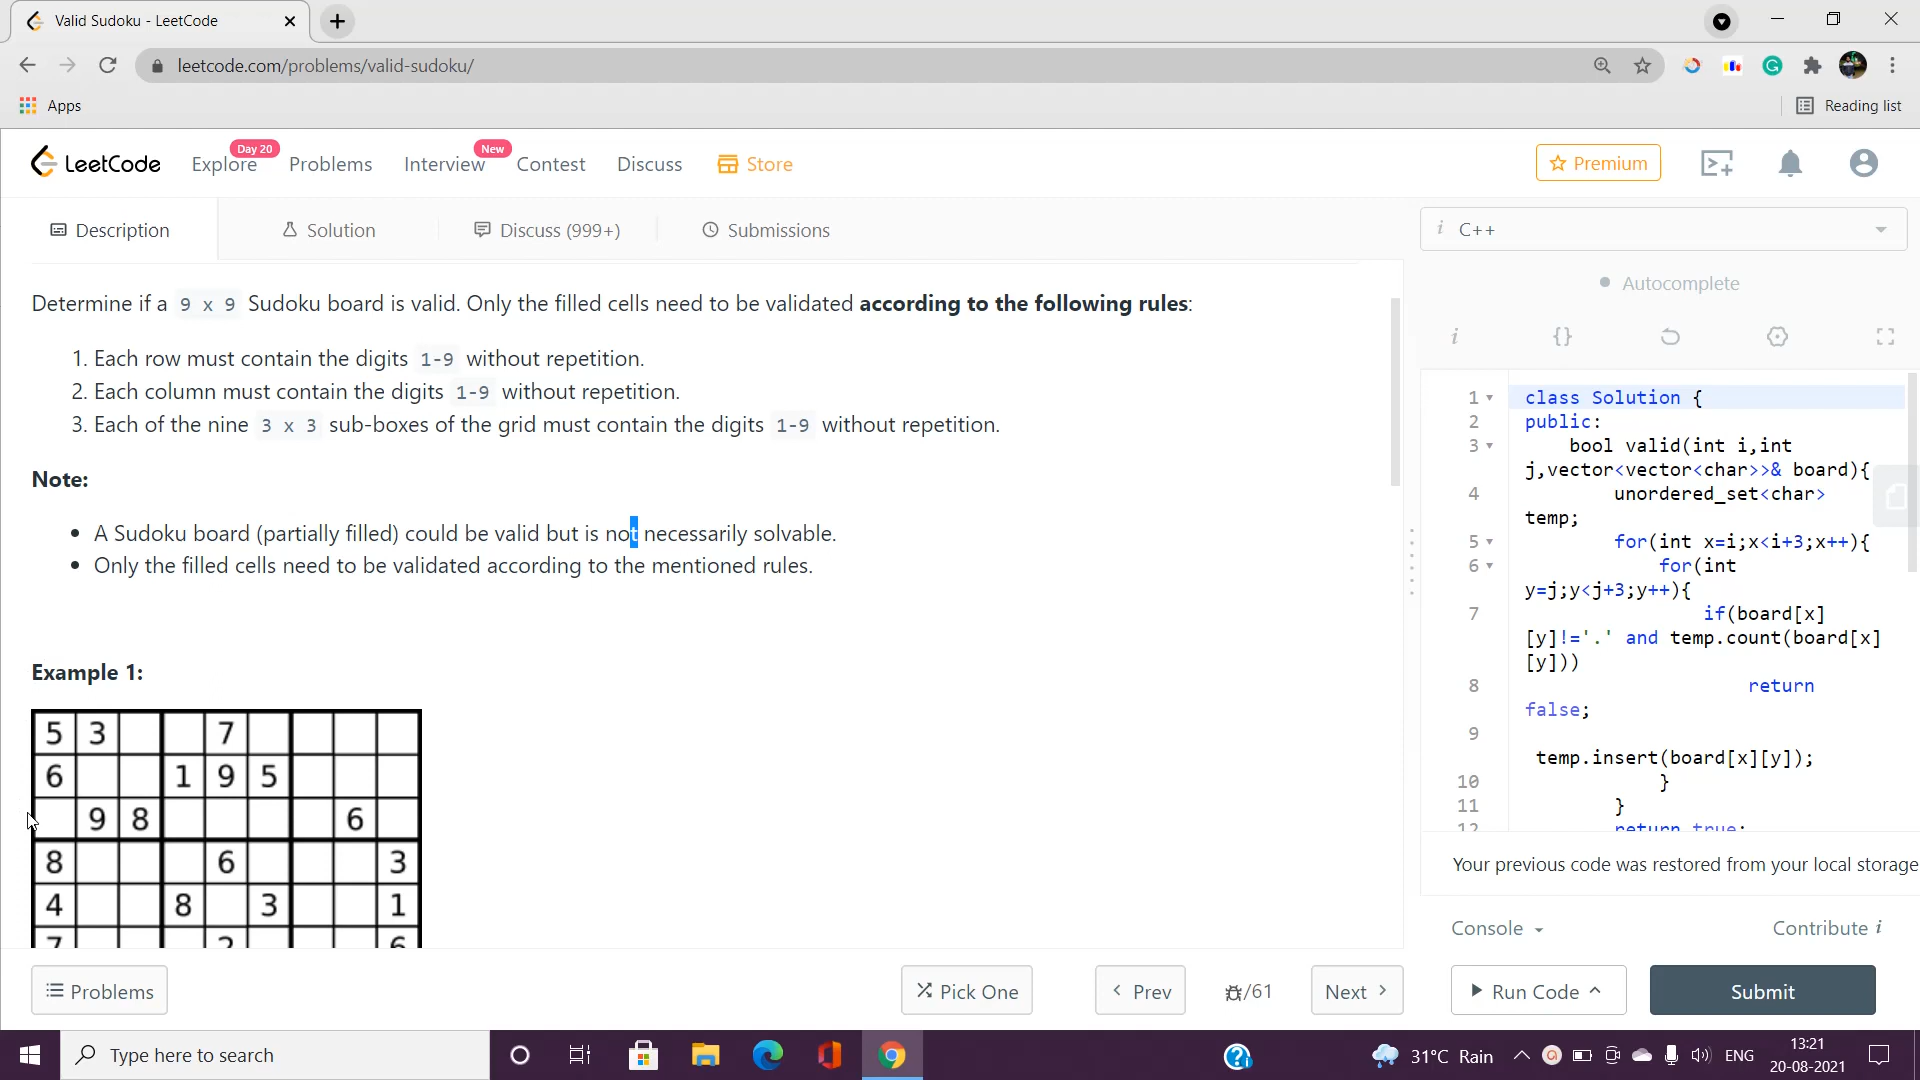 Valid Sudoku - LeetCode
leetcode.com/problems/valid-sudoku/
Apps
Reading list
LeetCode
Explore
Day 20
Problems
Interview
New
Contest
Discuss
Store
Premium
Description
Solution
Discuss (999+)
Submissions
i C++
Autocomplete
i {}
Determine if a 9 x 9 Sudoku board is valid. Only the filled cells need to be validated according to the following rules:
1. Each row must contain the digits 1-9 without repetition.
2. Each column must contain the digits 1-9 without repetition.
3. Each of the nine 3 x 3 sub-boxes of the grid must contain the digits 1-9 without repetition.
Note:
• A Sudoku board (partially filled) could be valid but is not necessarily solvable.
• Only the filled cells need to be validated according to the mentioned rules.
Example 1:
5 3 7
6 1 9 5
9 8 6
8 6 3
4 8 3 1
7 2 6
1 class Solution {
2 public:
3 bool valid(int i,int
j,vector<vector<char>>& board){
4 unordered_set<char>
temp;
5 for(int x=i;x<i+3;x++){
6 for(int
y=j;y<j+3;y++){
7 if(board[x]
[y]!='.' and temp.count(board[x]
[y]))
8 return
false;
9
temp.insert(board[x][y]);
10 }
11 }
12 return true;
Your previous code was restored from your local storage
Console
Contribute i
Problems
Pick One
Prev
/61
Next
Run Code
Submit
Type here to search
31°C Rain
ENG
13:21
20-08-2021